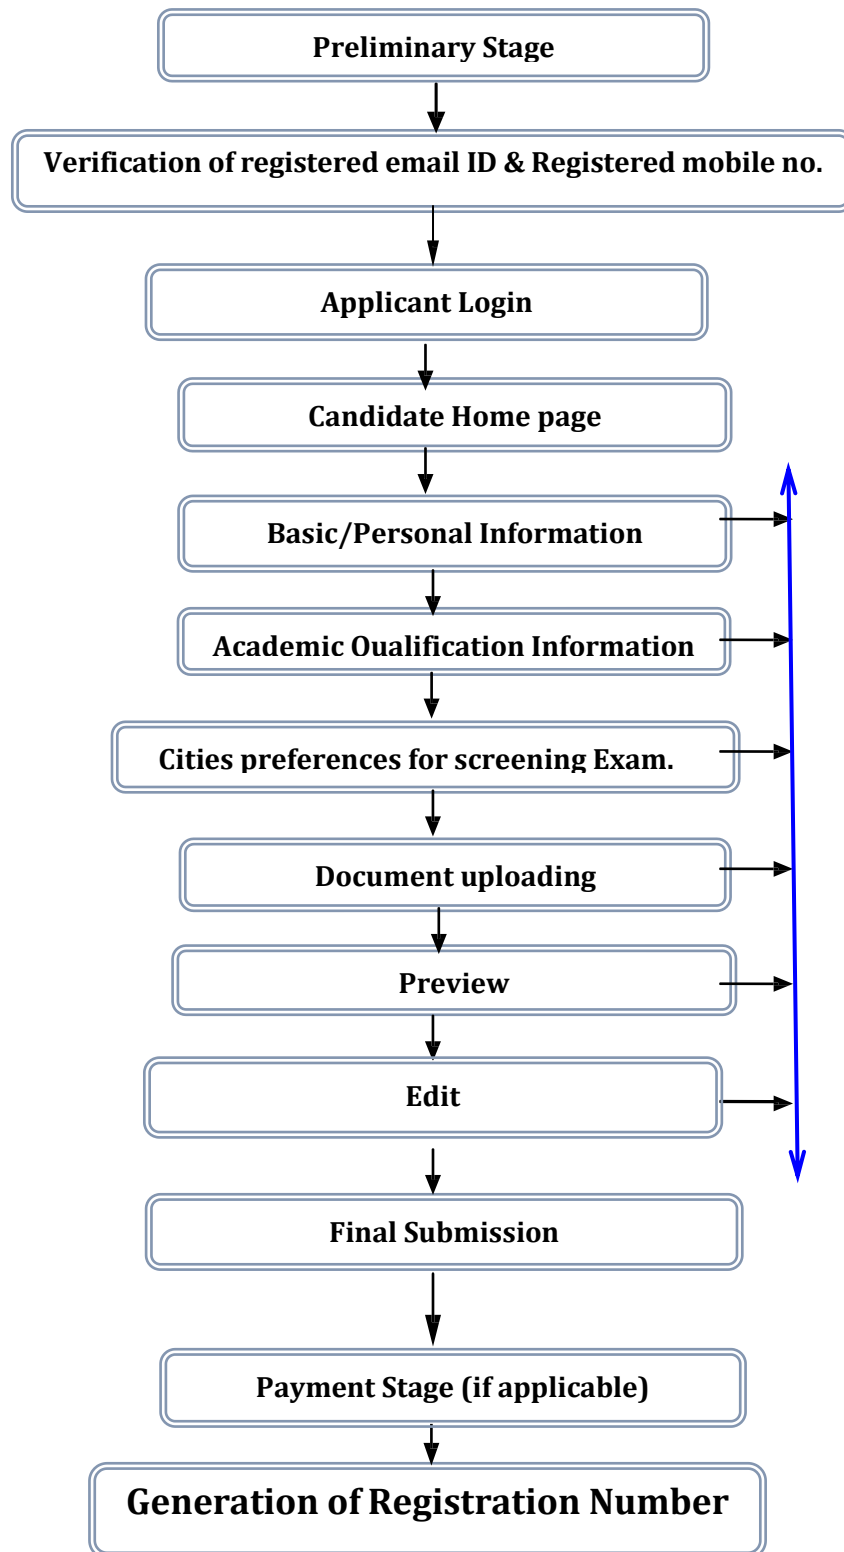 Preliminary Stage
Verification of registered email ID & Registered mobile no.
Applicant Login
Candidate Home page
Basic/Personal Information
Academic Qualification Information
Cities preferences for screening Exam.
Document uploading
Preview
Edit
Final Submission
Payment Stage (if applicable)
Generation of Registration Number